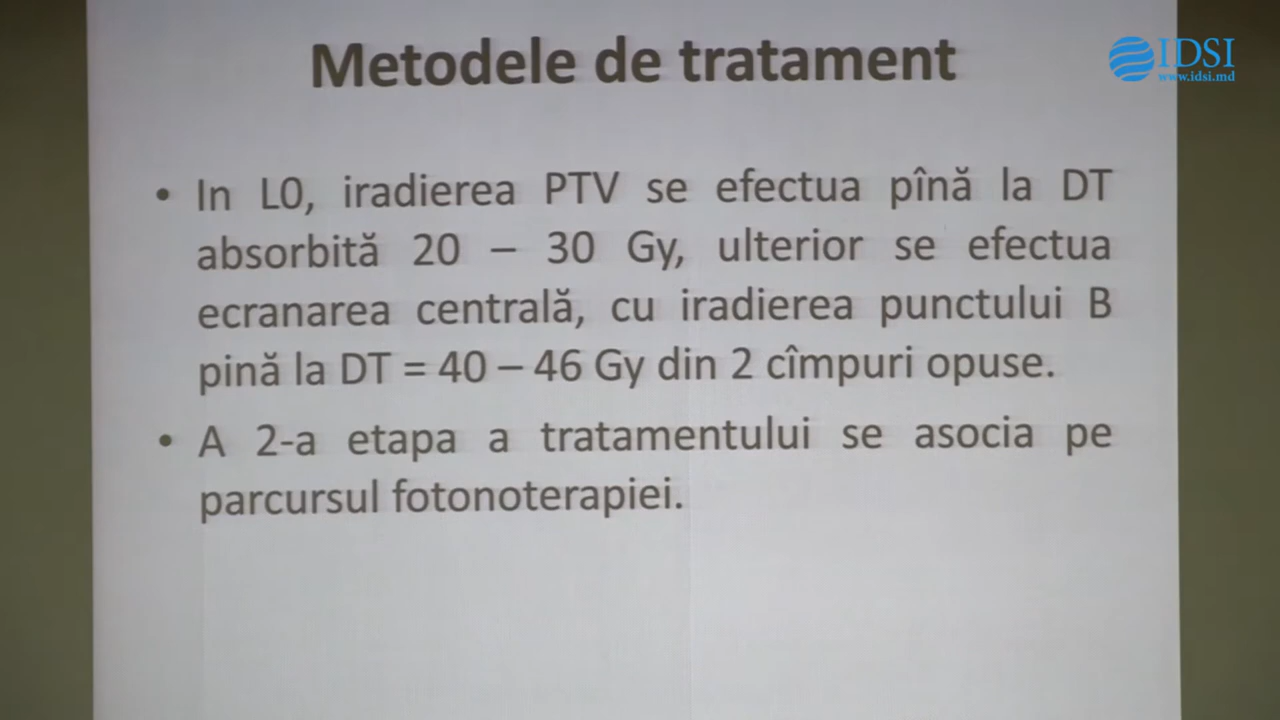 Metodele de tratament
IDSI
www.idsi.md
• In L0, iradierea PTV se efectua pînă la DT
absorbită 20 – 30 Gy, ulterior se efectua
ecranarea centrală, cu iradierea punctului B
pină la DT = 40 – 46 Gy din 2 cîmpuri opuse.
• A 2-a etapa a tratamentului se asocia pe
parcursul fotonoterapiei.